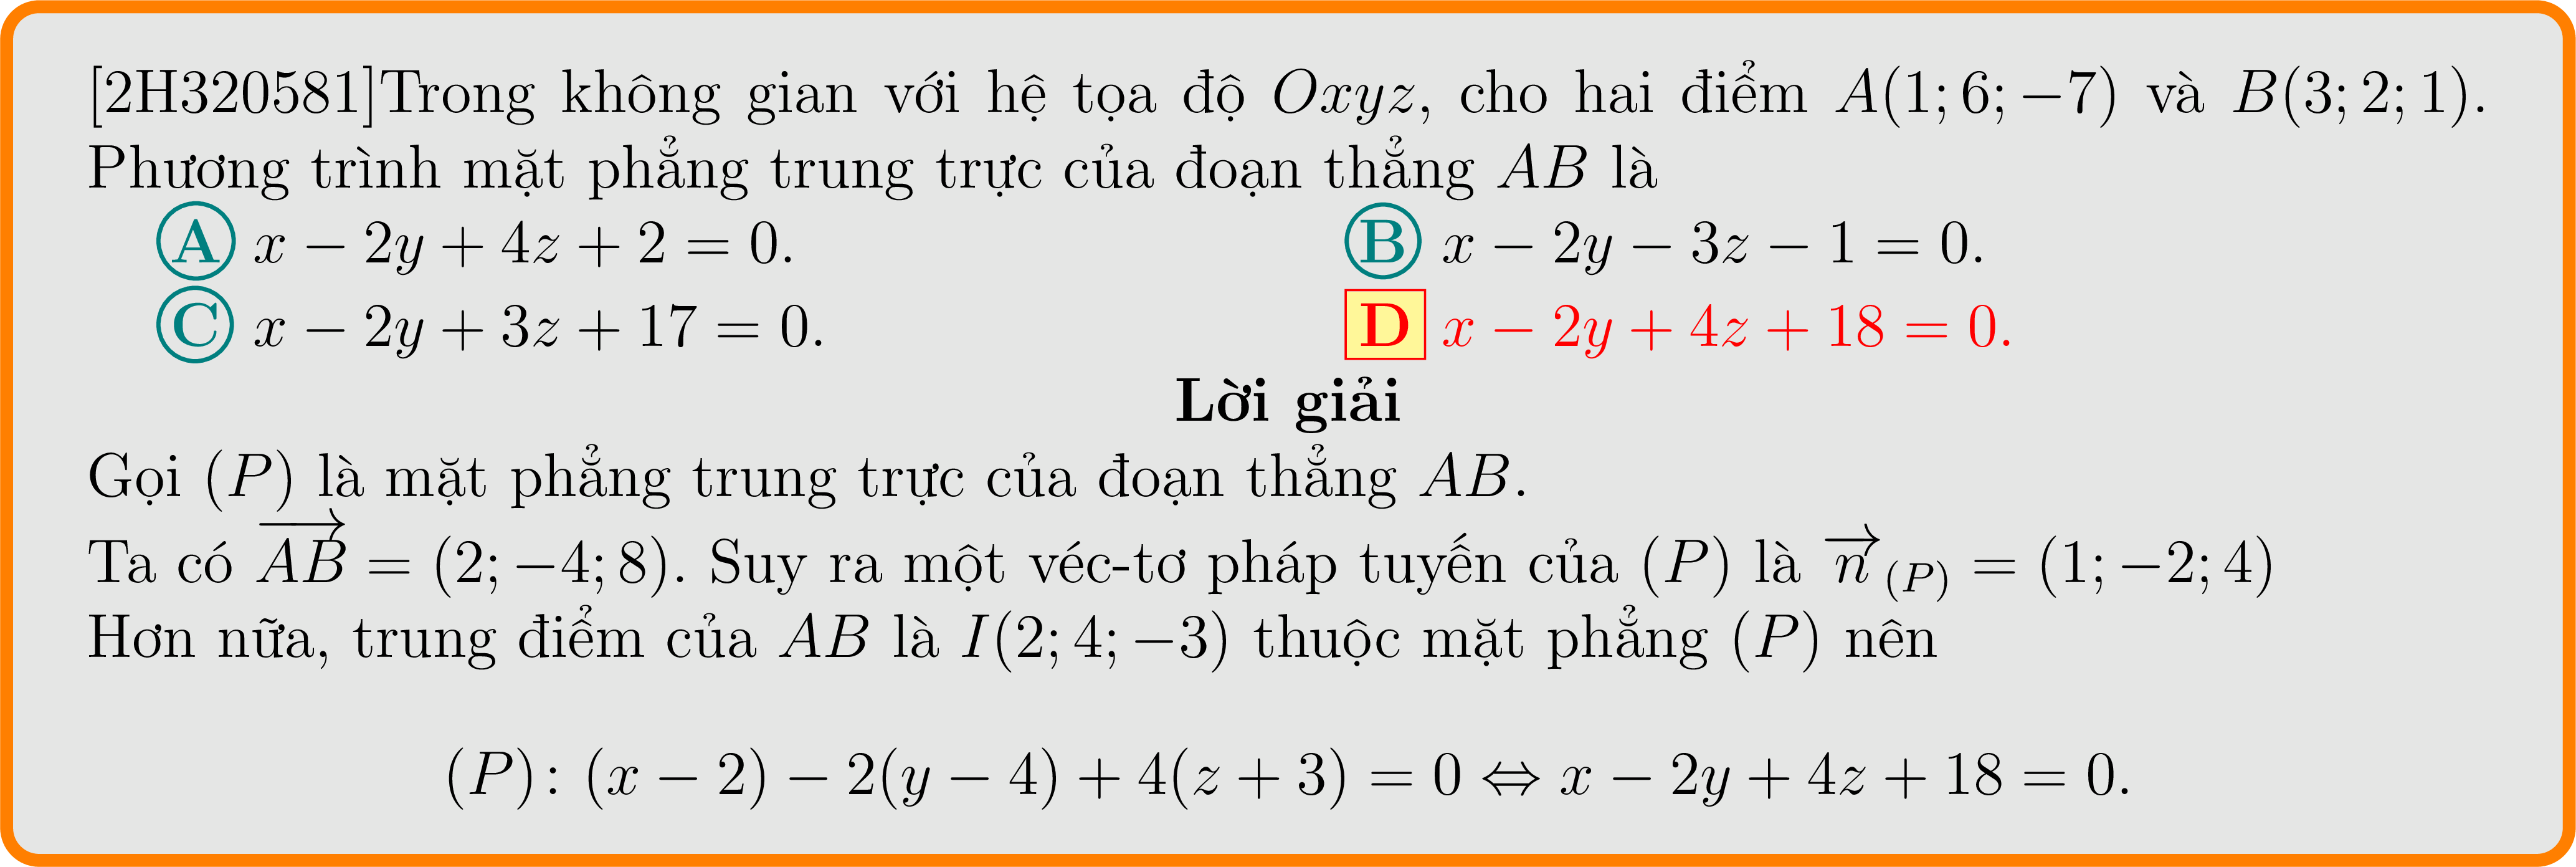 [2H320581]Trong không gian với hệ tọa độ Oxyz, cho hai điểm A(1; 6; −7) và B(3; 2; 1).
Phương trình mặt phẳng trung trực của đoạn thẳng AB là
A x − 2y + 4z + 2 = 0. B x − 2y − 3z − 1 = 0.
C x − 2y + 3z + 17 = 0. D x − 2y + 4z + 18 = 0.
Lời giải
Gọi (P) là mặt phẳng trung trực của đoạn thẳng AB.
Ta có \overrightarrow{AB} = (2; −4; 8). Suy ra một véc-tơ pháp tuyến của (P) là \overrightarrow{n}_{(P)} = (1; −2; 4)
Hơn nữa, trung điểm của AB là I(2; 4; −3) thuộc mặt phẳng (P) nên
(P): (x − 2) − 2(y − 4) + 4(z + 3) = 0 ⇔ x − 2y + 4z + 18 = 0.